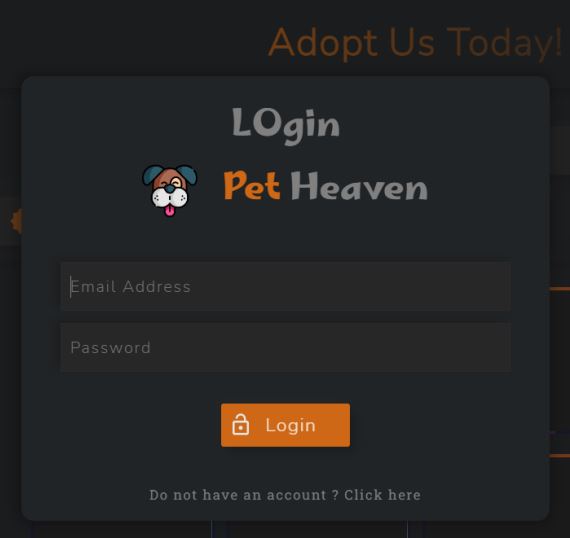 Adopt Us Today!
LOgin
Pet Heaven
Email Address
Password
Login
Do not have an account ? Click here